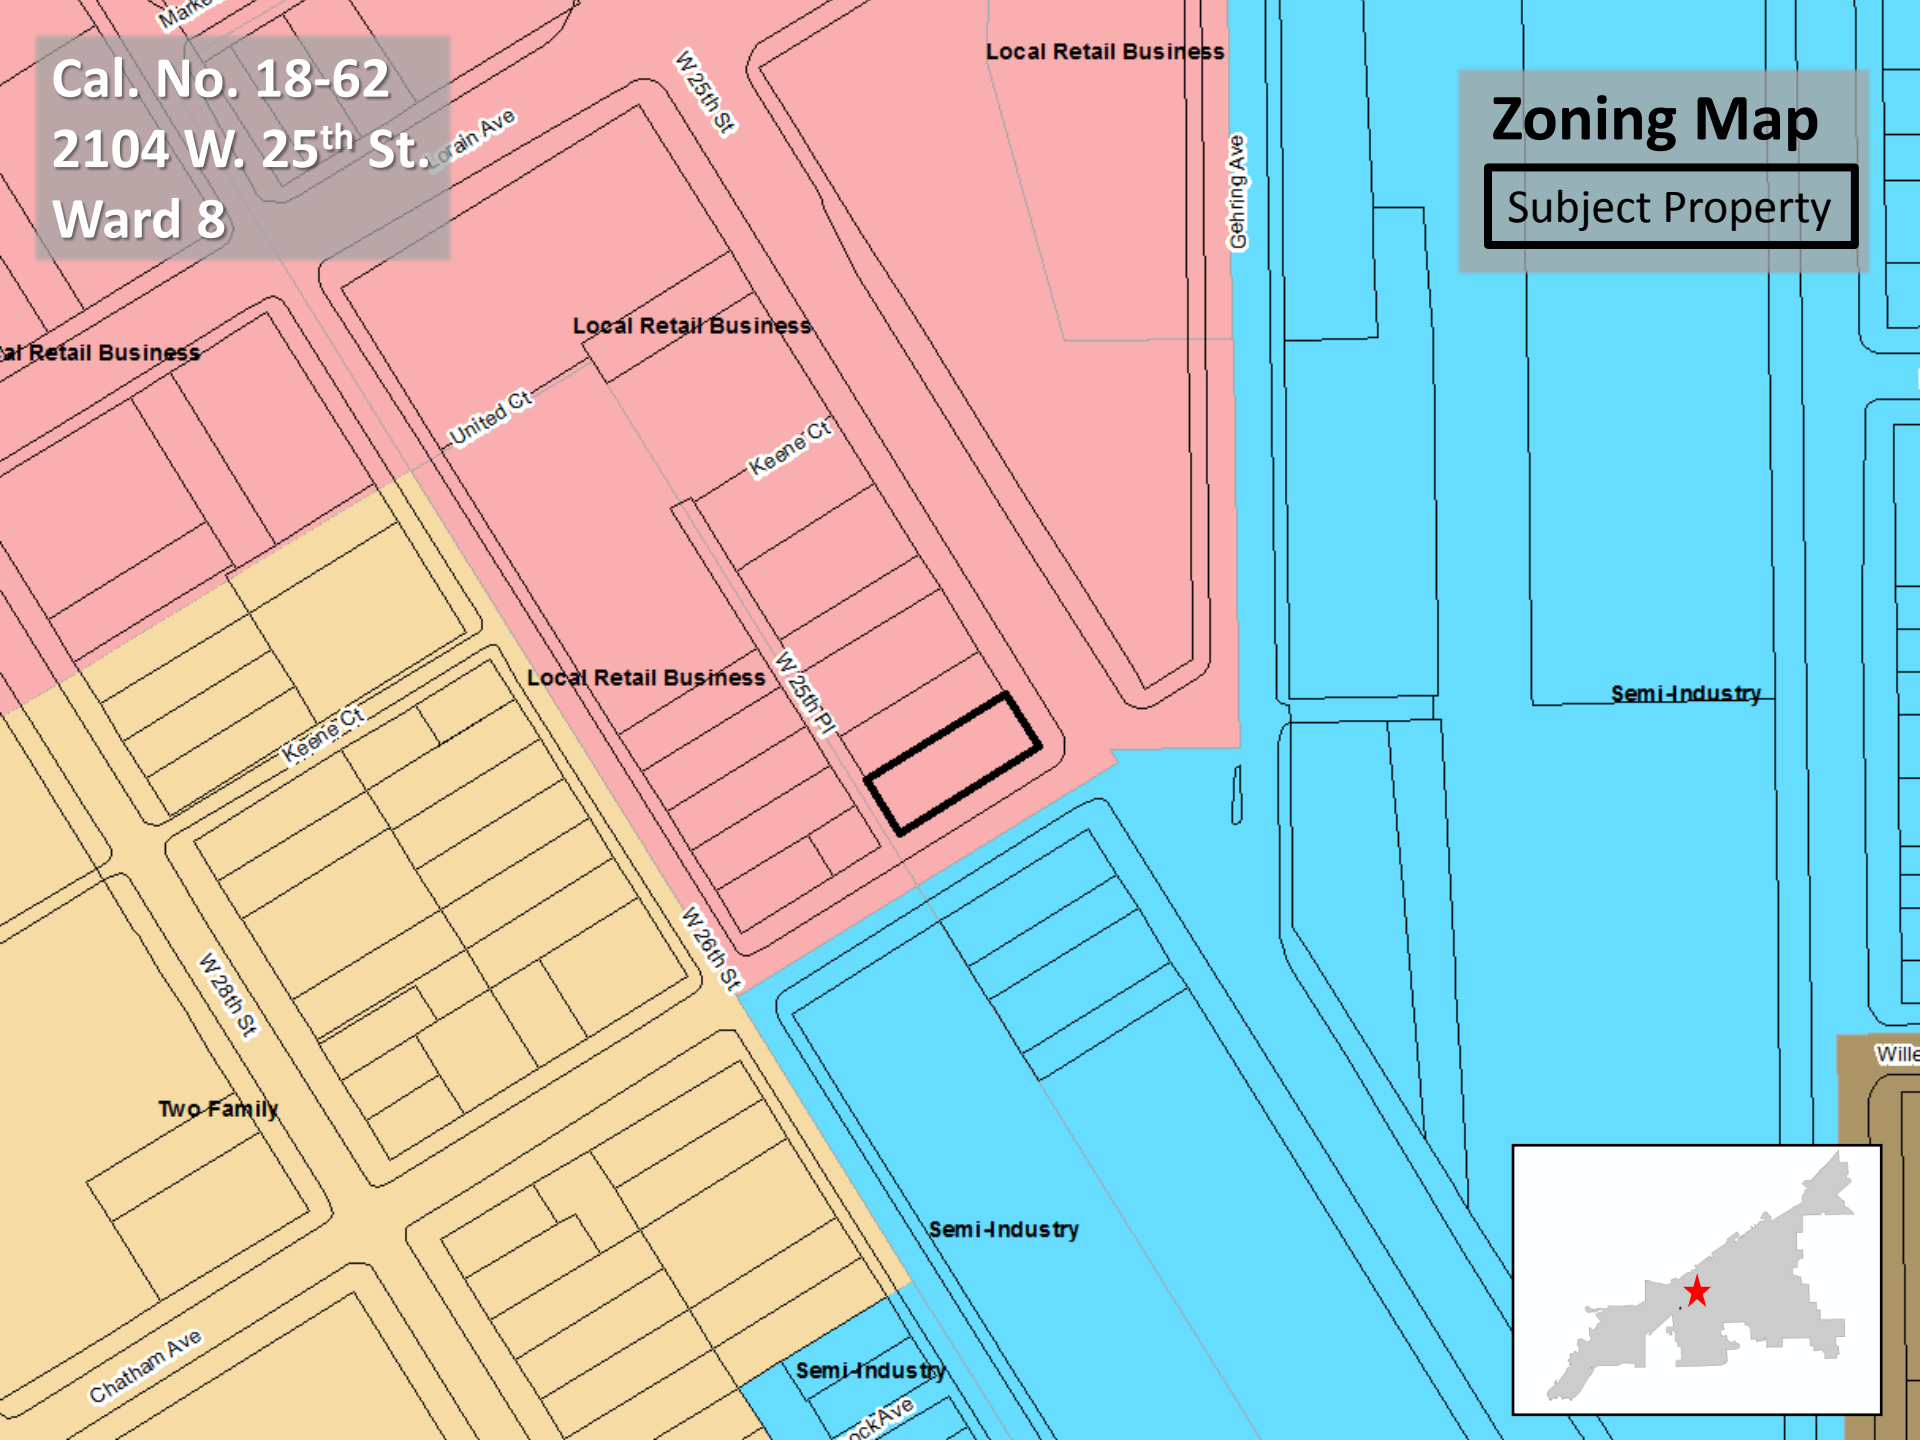 Cal. No. 18-62
2104 W. 25th St.
Ward 8
Zoning Map
Subject Property
Lorain Ave
W 25th St
Local Retail Business
Gehring Ave
Local Retail Business
al Retail Business
United Ct
Keene Ct
Local Retail Business
W 25th Pl
Semi-Industry
Keene Ct
W 26th St
W 28th St
Two Family
Semi-Industry
Chatham Ave
Semi-Industry
Ave